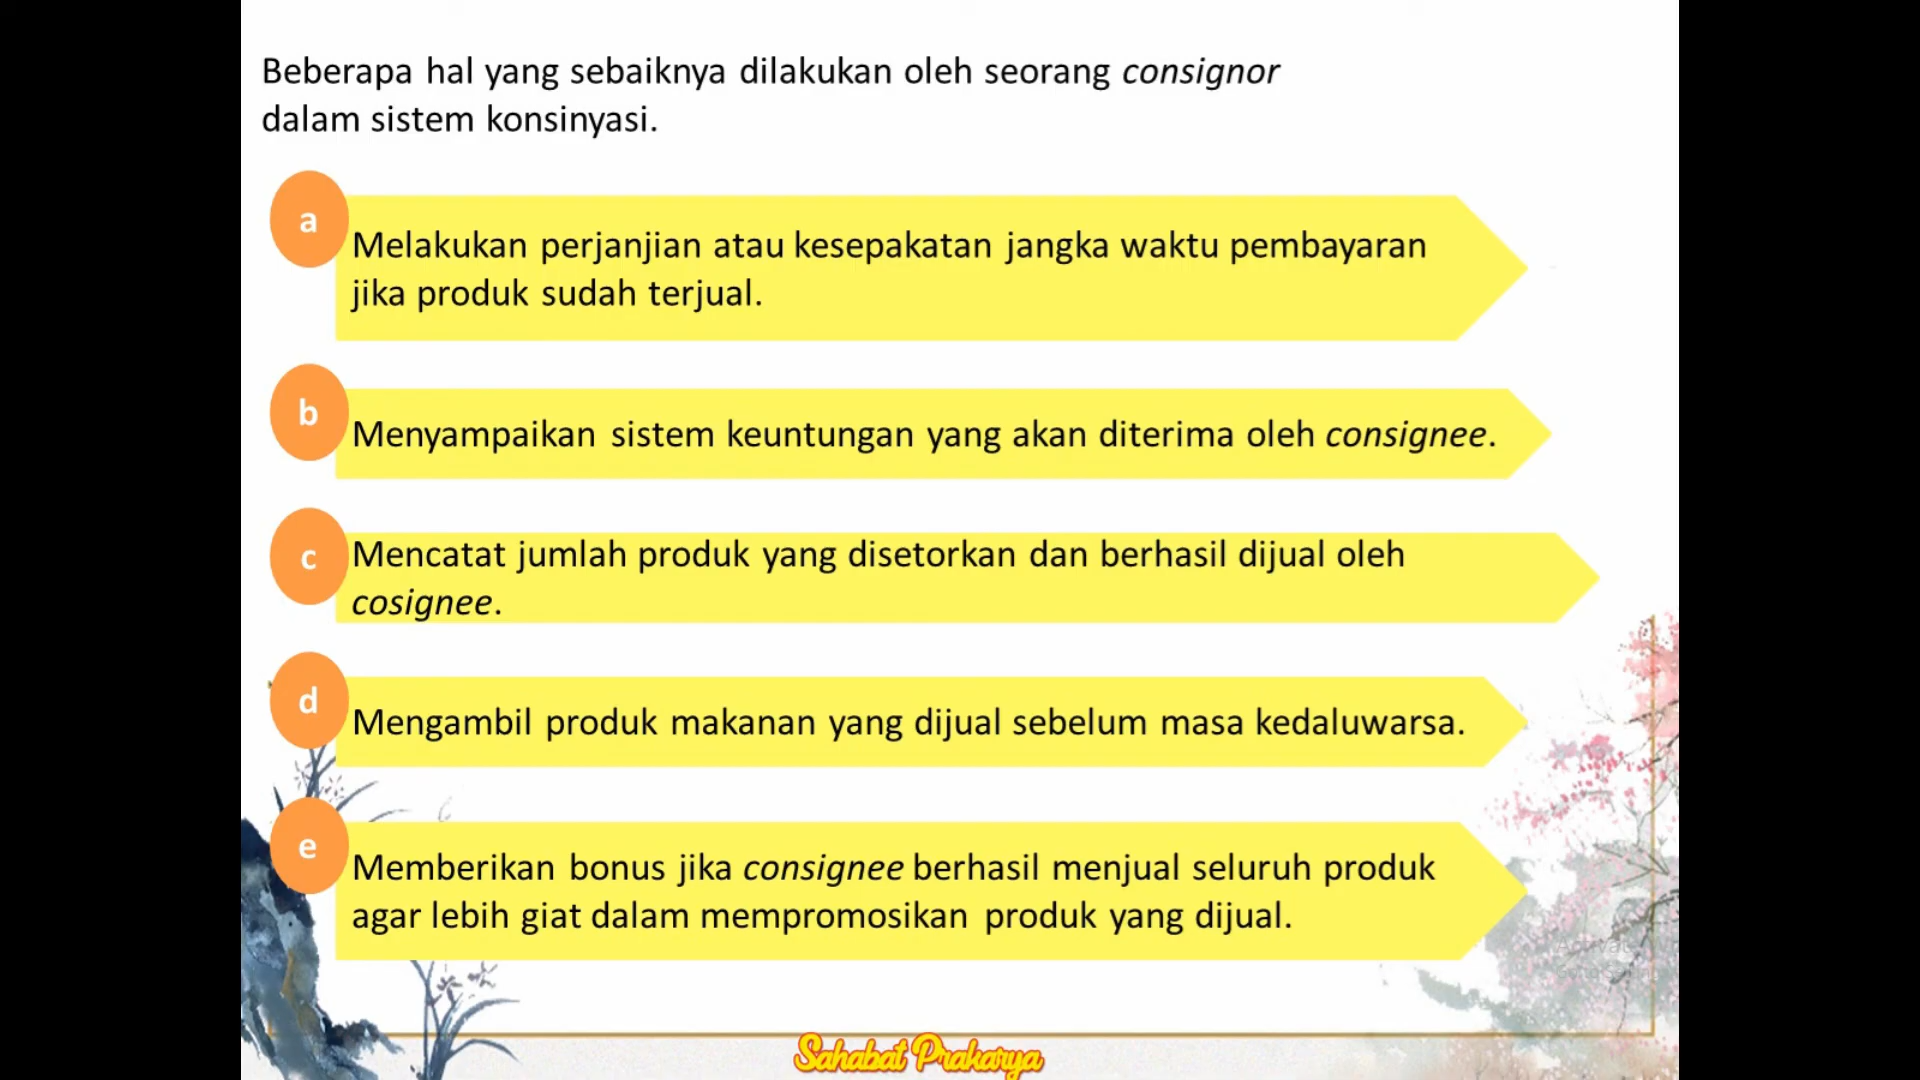 Beberapa hal yang sebaiknya dilakukan oleh seorang consignor
dalam sistem konsinyasi.
a
Melakukan perjanjian atau kesepakatan jangka waktu pembayaran
jika produk sudah terjual.
b
Menyampaikan sistem keuntungan yang akan diterima oleh consignee.
c
Mencatat jumlah produk yang disetorkan dan berhasil dijual oleh
cosignee.
d
Mengambil produk makanan yang dijual sebelum masa kedaluwarsa.
e
Memberikan bonus jika consignee berhasil menjual seluruh produk
agar lebih giat dalam mempromosikan produk yang dijual.
Sahabat Prakarya